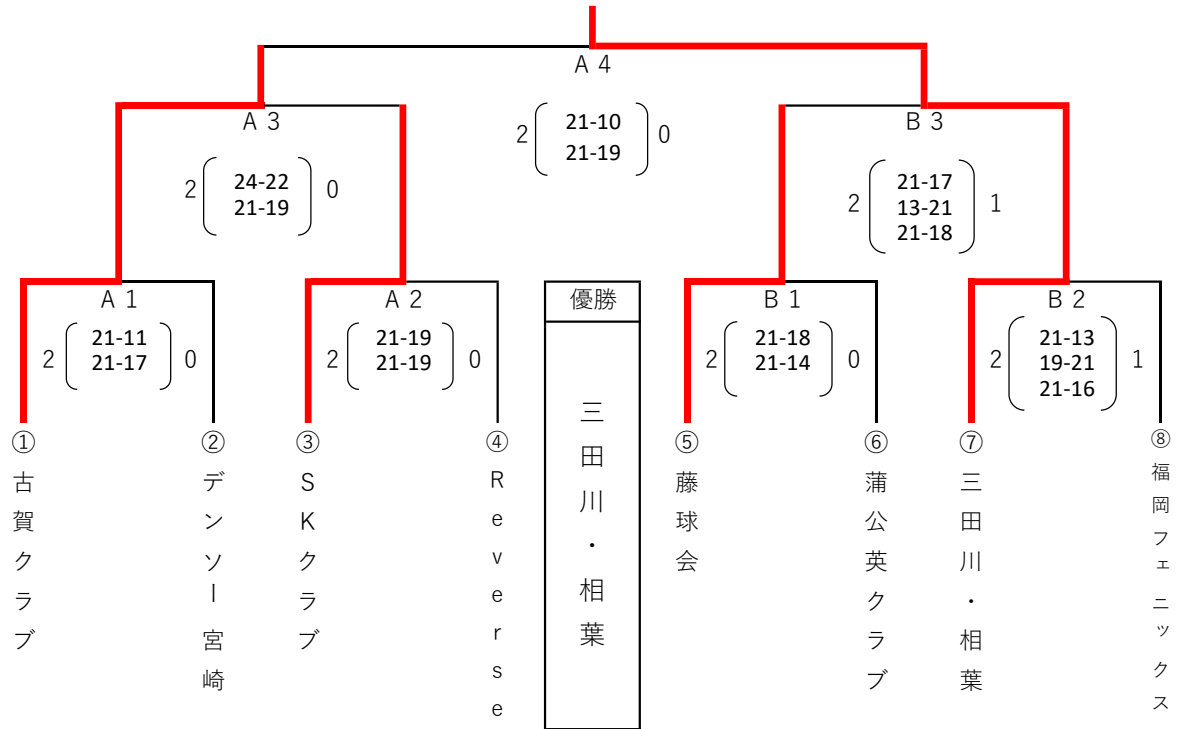 A 4
2 21-10 0
21-19
A 3
2 24-22 0
21-19
B 3
21-17
2 13-21 1
21-18
A 1
2 21-11 0
21-17
A 2
2 21-19 0
21-19
優勝
三田川・相葉
B 1
2 21-18 0
21-14
B 2
21-13
2 19-21 1
21-16
① 古賀クラブ
② デンソー宮崎
③ SKクラブ
④ Reverse
⑤ 藤球会
⑥ 蒲公英クラブ
⑦ 三田川・相葉
⑧ 福岡フェニックス